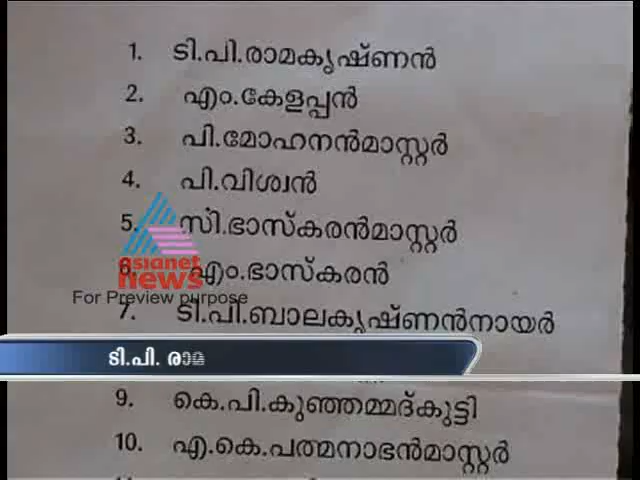 1. ടി.പി.രാമകൃഷ്ണൻ
2. എം.കേളപ്പൻ
3. പി.മോഹനൻമാസ്റ്റർ
4. പി.വിശ്വൻ
5. സി.ഭാസ്കരൻമാസ്റ്റർ
asianet
news
6. എം.ഭാസ്കരൻ
For Preview purpose
7. ടി.പി.ബാലകൃഷ്ണൻനായർ
ടി.പി. രാമ
9. കെ.പി.കുഞ്ഞമ്മദ്കുട്ടി
10. എ.കെ.പത്മനാഭൻമാസ്റ്റർ